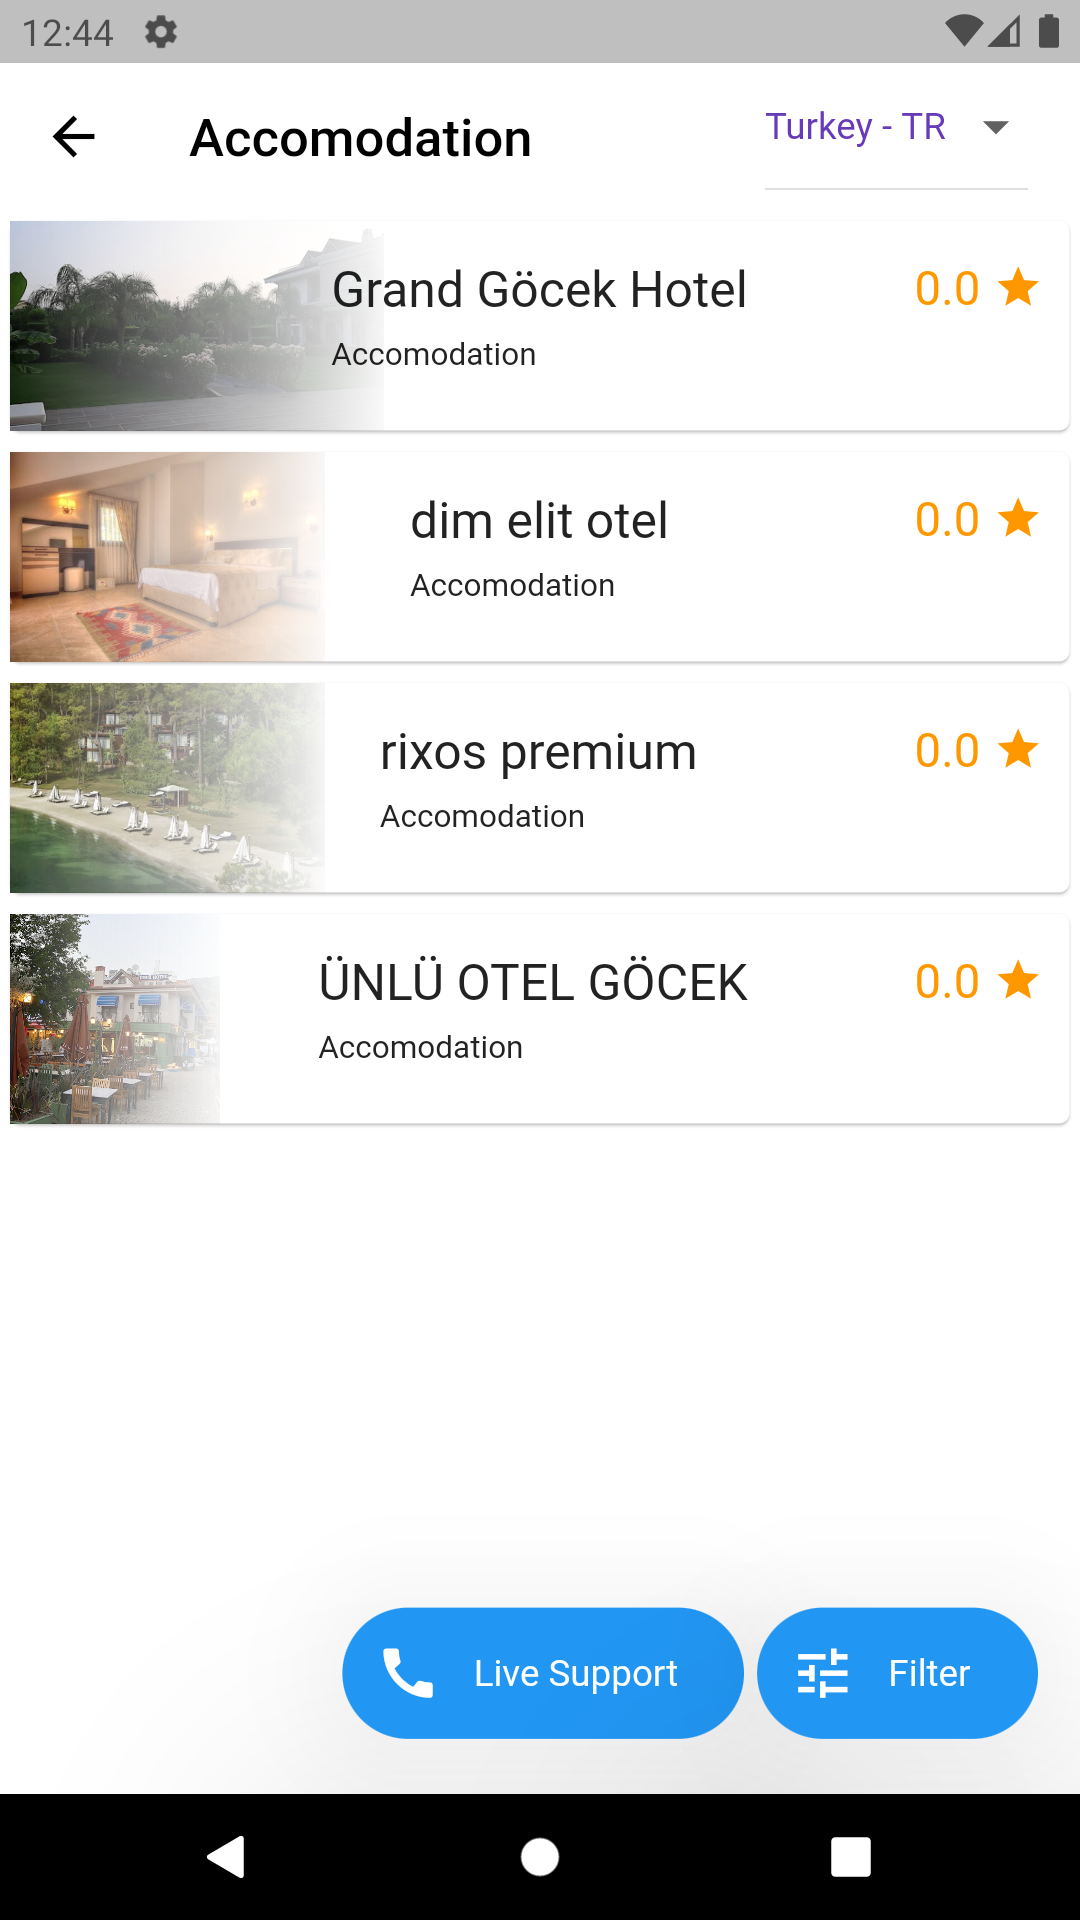 12:44
Accomodation
Turkey - TR
Grand Göcek Hotel
0.0
Accomodation
dim elit otel
0.0
Accomodation
rixos premium
0.0
Accomodation
ÜNLÜ OTEL GÖCEK
0.0
Accomodation
Live Support
Filter